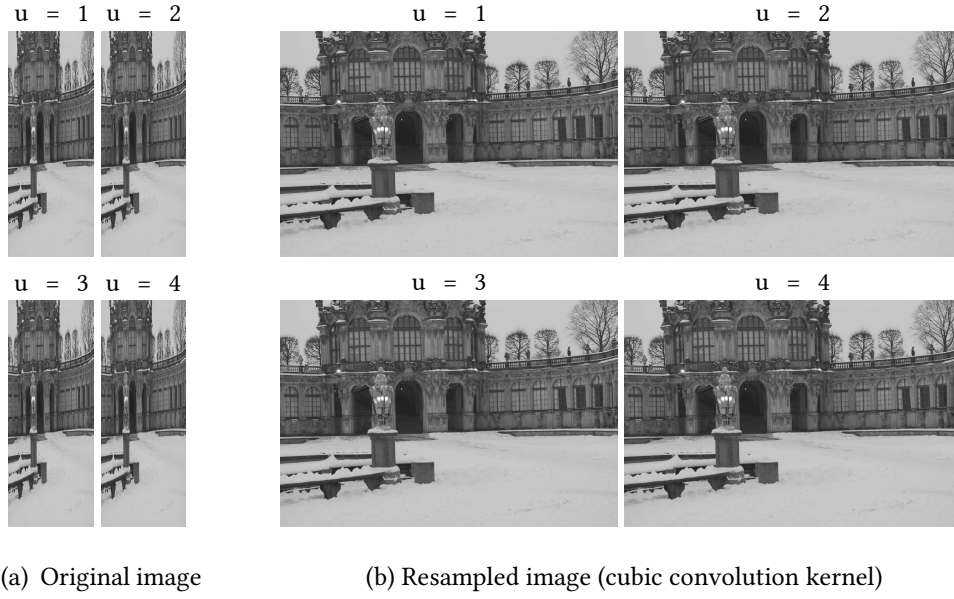 u = 1 u = 2 u = 1 u = 2
u = 3 u = 4 u = 3 u = 4
(a) Original image (b) Resampled image (cubic convolution kernel)